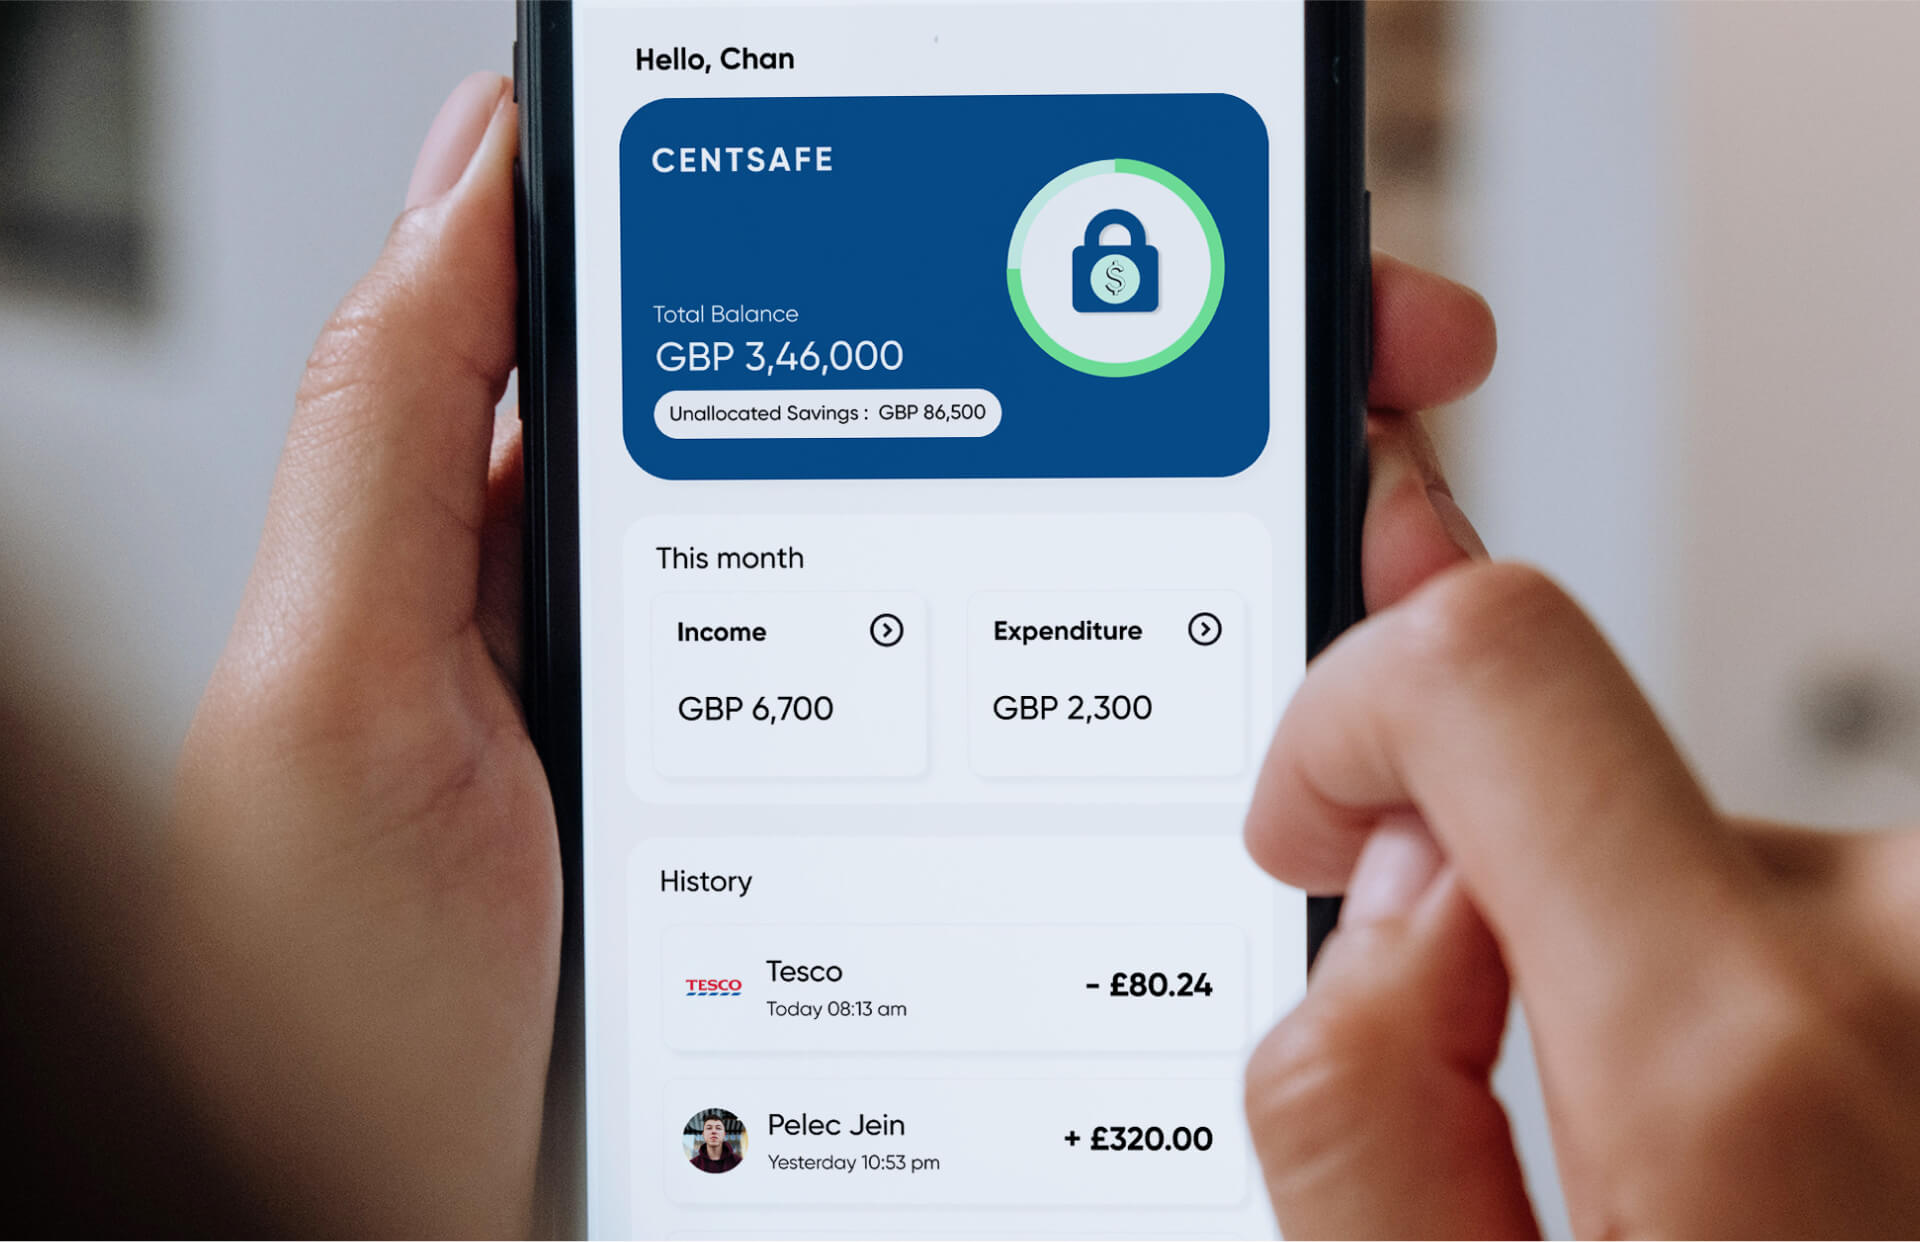 Hello, Chan
CENTSAFE
$
Total Balance
GBP 3,46,000
Unallocated Savings : GBP 86,500
This month
Income
GBP 6,700
Expenditure
GBP 2,300
History
TESCO
Tesco
Today 08:13 am
- £80.24
Pelec Jein
Yesterday 10:53 pm
+ £320.00